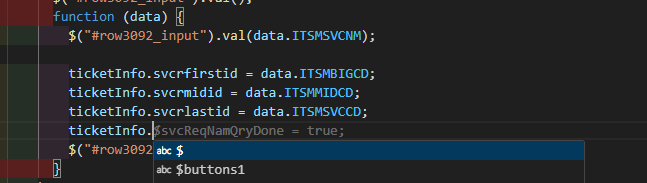 $("#row3092_input").val();
function (data) {
$("#row3092_input").val(data.ITSMSVCNM);
ticketInfo.svcrfirstid = data.ITSMBIGCD;
ticketInfo.svcrmidid = data.ITSMMIDCD;
ticketInfo.svcrlastid = data.ITSMSVCCD;
ticketInfo.$svcReqNamQryDone = true;
$("#row3092
abc $
abc $buttons1
}